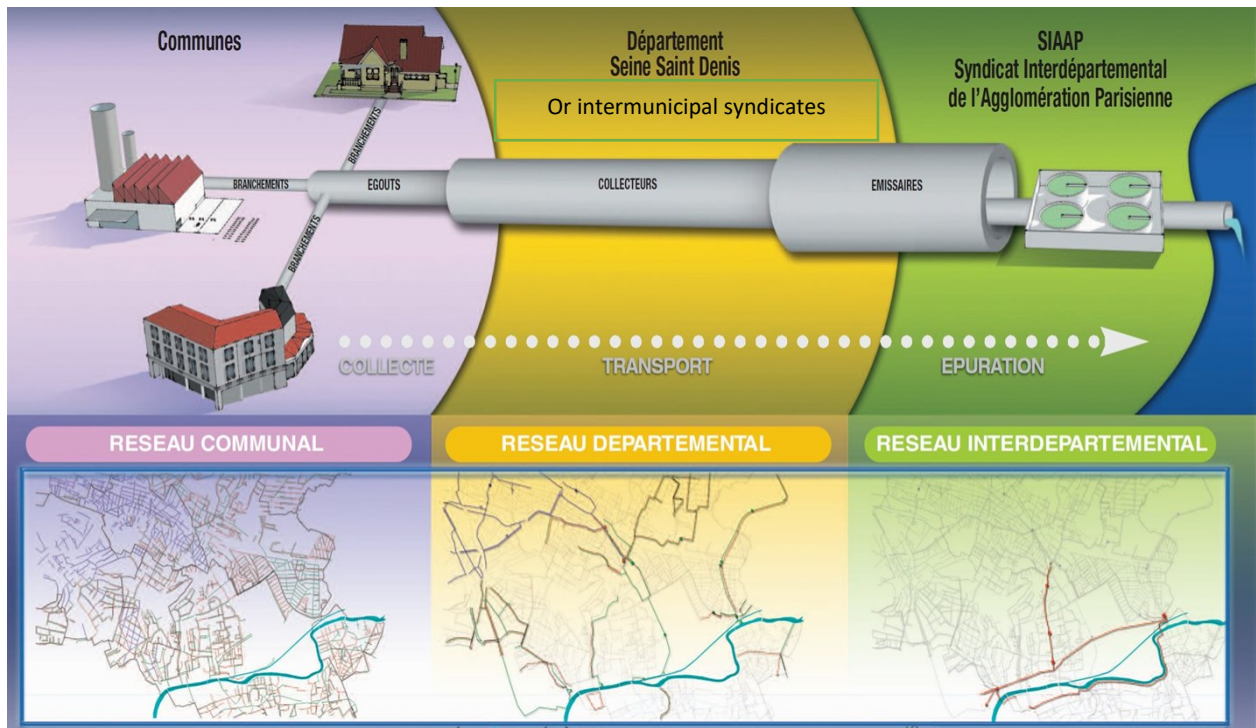 Communes
Département
Seine Saint Denis
Or intermunicipal syndicates
SIAAP
Syndicat Interdépartemental
de l'Agglomération Parisienne
BRANCHEMENTS
BRANCHEMENTS
BRANCHEMENTS
EGOUTS
COLLECTEURS
EMISSAIRES
COLLECTE
TRANSPORT
EPURATION
RESEAU COMMUNAL
RESEAU DEPARTEMENTAL
RESEAU INTERDEPARTEMENTAL